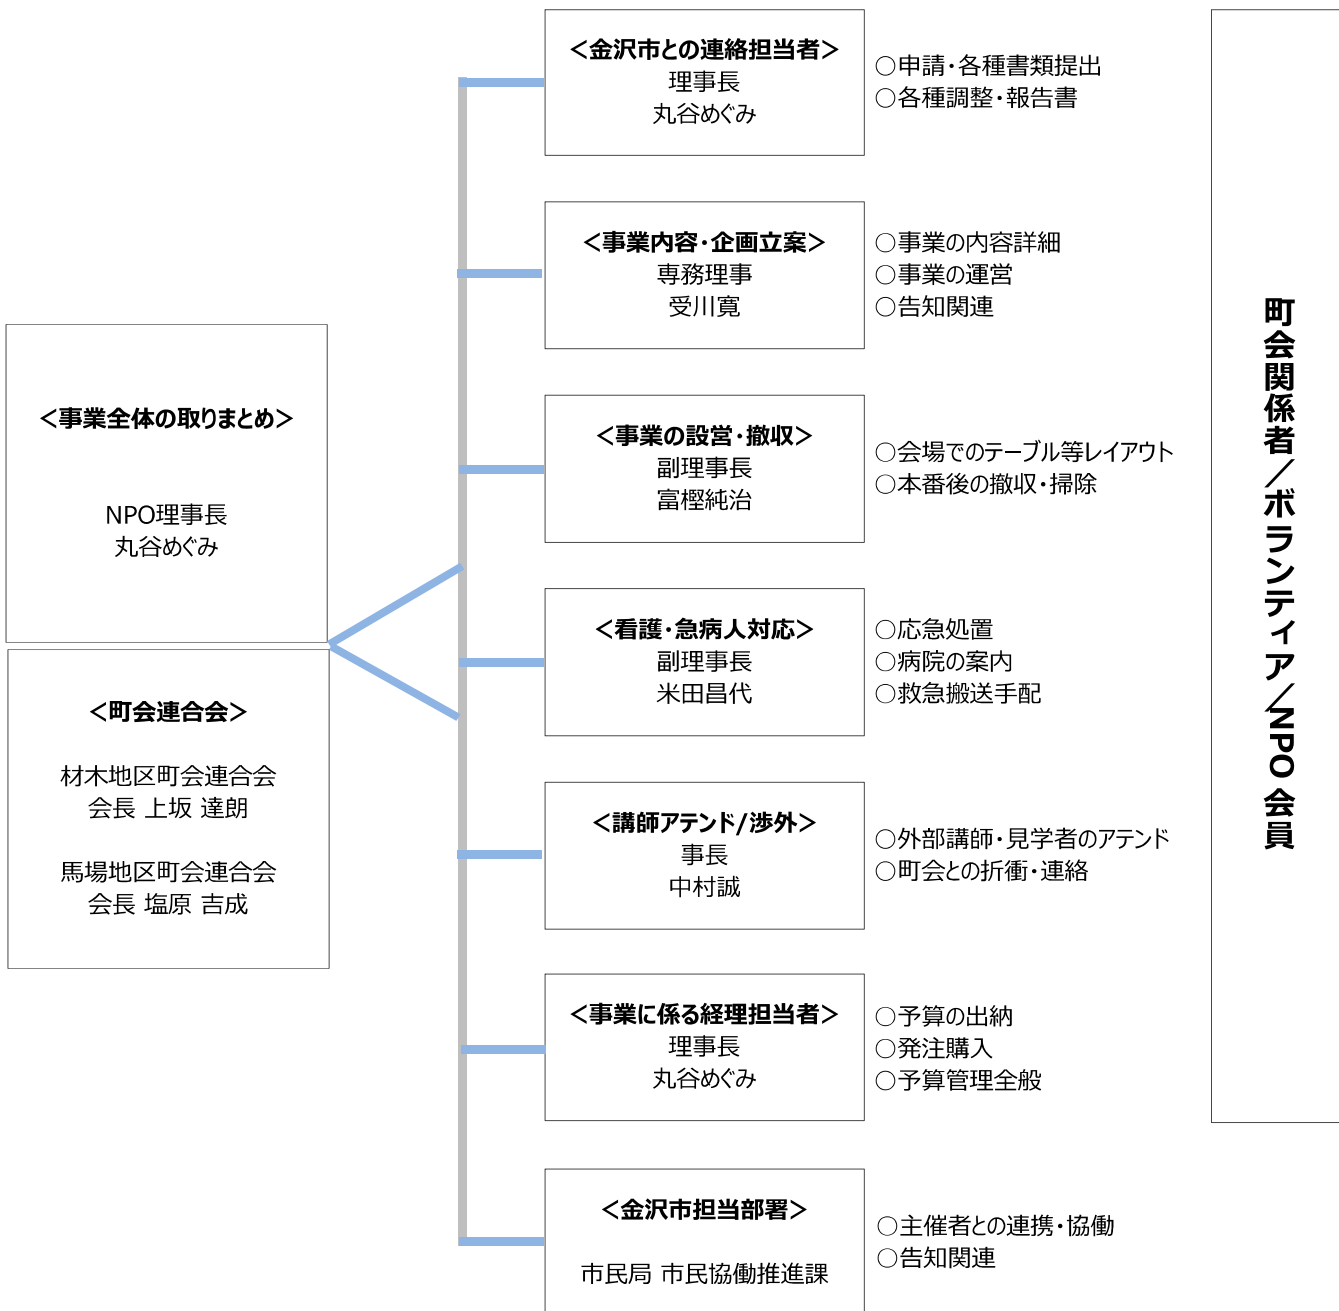 <事業全体の取りまとめ>
NPO理事長
丸谷めぐみ
<町会連合会>
材木地区町会連合会
会長 上坂 達朗
馬場地区町会連合会
会長 塩原 吉成
<金沢市との連絡担当者>
理事長
丸谷めぐみ
○申請・各種書類提出
○各種調整・報告書
<事業内容・企画立案>
専務理事
受川寛
○事業の内容詳細
○事業の運営
○告知関連
<事業の設営・撤収>
副理事長
富樫純治
○会場でのテーブル等レイアウト
○本番後の撤収・掃除
<看護・急病人対応>
副理事長
米田昌代
○応急処置
○病院の案内
○救急搬送手配
<講師アテンド/渉外>
事長
中村誠
○外部講師・見学者のアテンド
○町会との折衝・連絡
<事業に係る経理担当者>
理事長
丸谷めぐみ
○予算の出納
○発注購入
○予算管理全般
<金沢市担当部署>
市民局 市民協働推進課
○主催者との連携・協働
○告知関連
町会関係者／ボランティア／NPO 会員